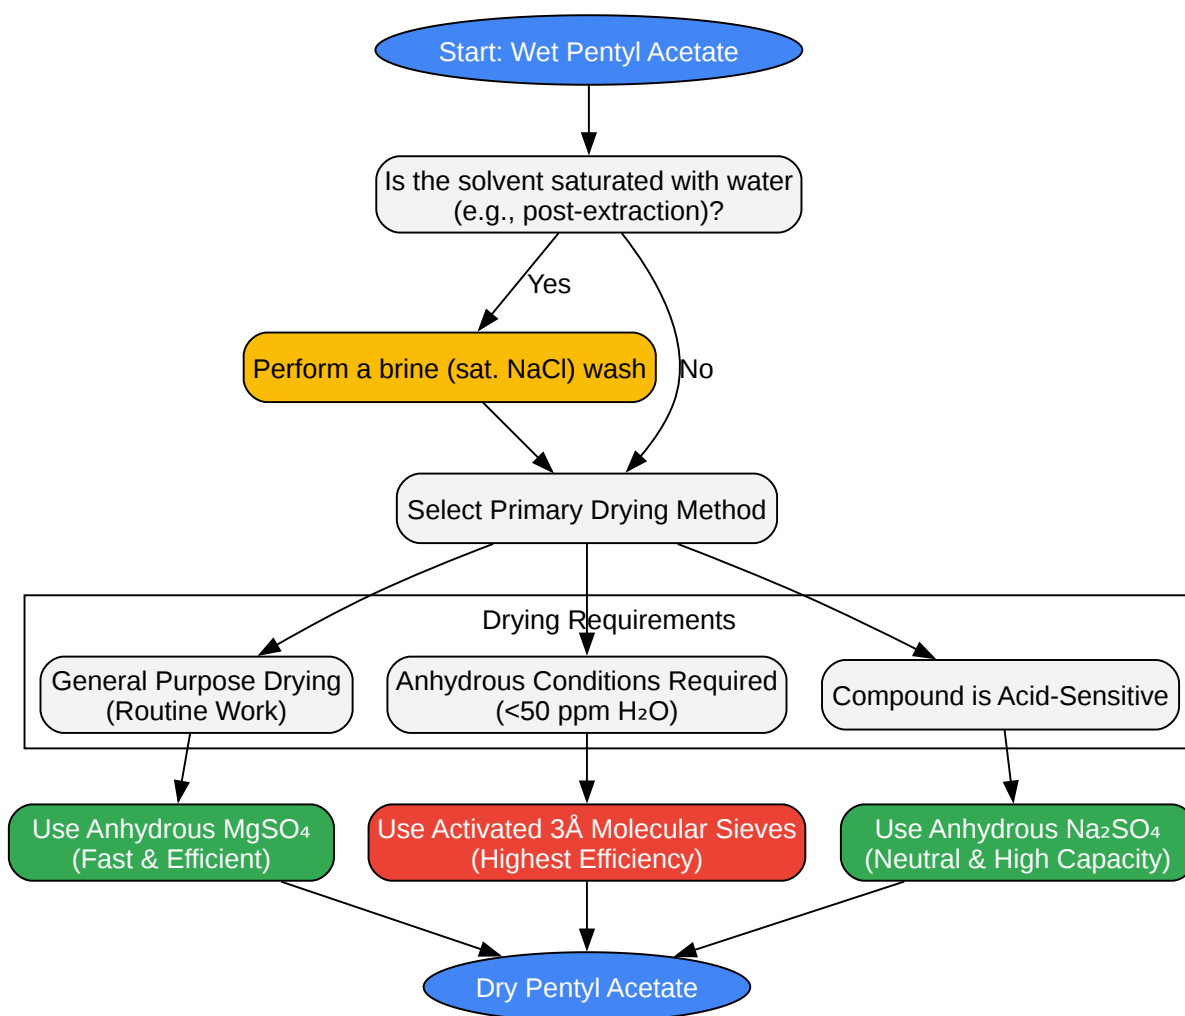 Start: Wet Pentyl Acetate
Is the solvent saturated with water
(e.g., post-extraction)?
Yes
Perform a brine (sat. NaCl) wash
No
Select Primary Drying Method
Drying Requirements
General Purpose Drying
(Routine Work)
Anhydrous Conditions Required
(<50 ppm H₂O)
Compound is Acid-Sensitive
Use Anhydrous MgSO₄
(Fast & Efficient)
Use Activated 3Å Molecular Sieves
(Highest Efficiency)
Use Anhydrous Na₂SO₄
(Neutral & High Capacity)
Dry Pentyl Acetate